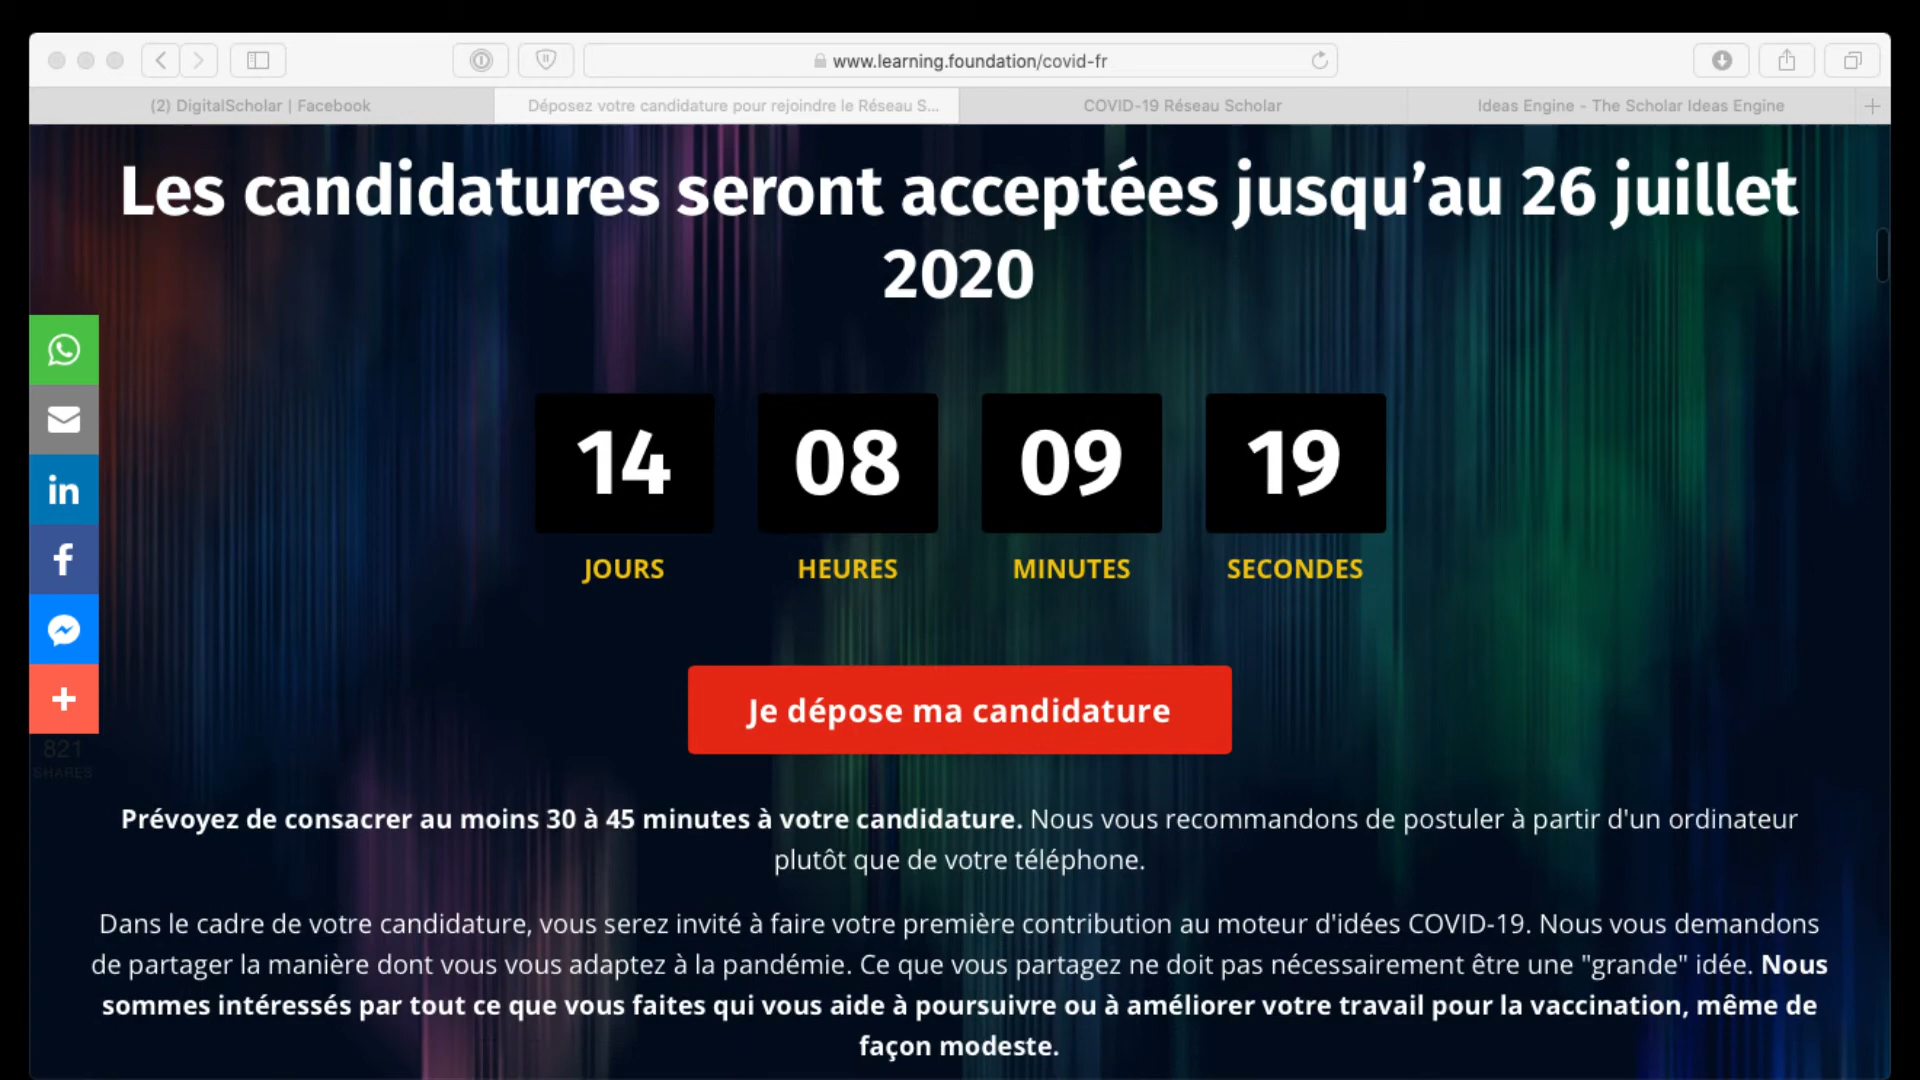 www.learning.foundation/covid-fr
(2) DigitalScholar | Facebook
Déposez votre candidature pour rejoindre le Réseau S...
COVID-19 Réseau Scholar
Ideas Engine - The Scholar Ideas Engine
Les candidatures seront acceptées jusqu’au 26 juillet
2020
14 08 09 19
JOURS HEURES MINUTES SECONDES
Je dépose ma candidature
821
SHARES
Prévoyez de consacrer au moins 30 à 45 minutes à votre candidature. Nous vous recommandons de postuler à partir d'un ordinateur
plutôt que de votre téléphone.
Dans le cadre de votre candidature, vous serez invité à faire votre première contribution au moteur d'idées COVID-19. Nous vous demandons
de partager la manière dont vous vous adaptez à la pandémie. Ce que vous partagez ne doit pas nécessairement être une "grande" idée. Nous
sommes intéressés par tout ce que vous faites qui vous aide à poursuivre ou à améliorer votre travail pour la vaccination, même de
façon modeste.